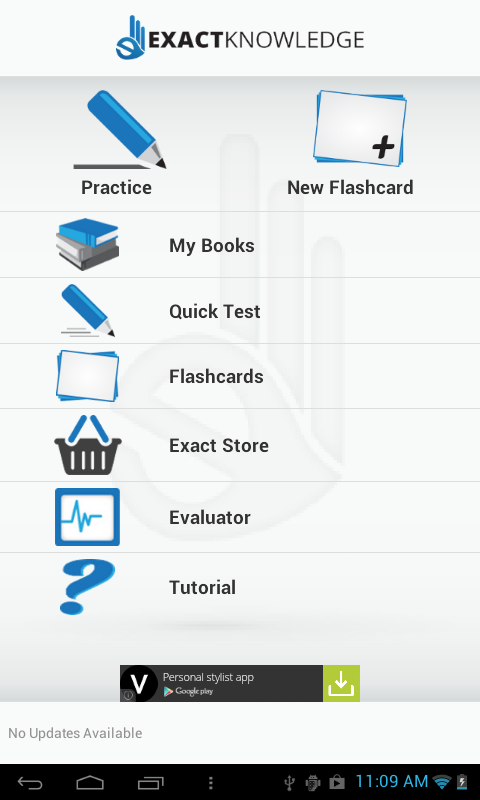 EXACTKNOWLEDGE
Practice
New Flashcard
My Books
Quick Test
Flashcards
Exact Store
Evaluator
Tutorial
V
Personal stylist app
Google play
No Updates Available
11:09 AM